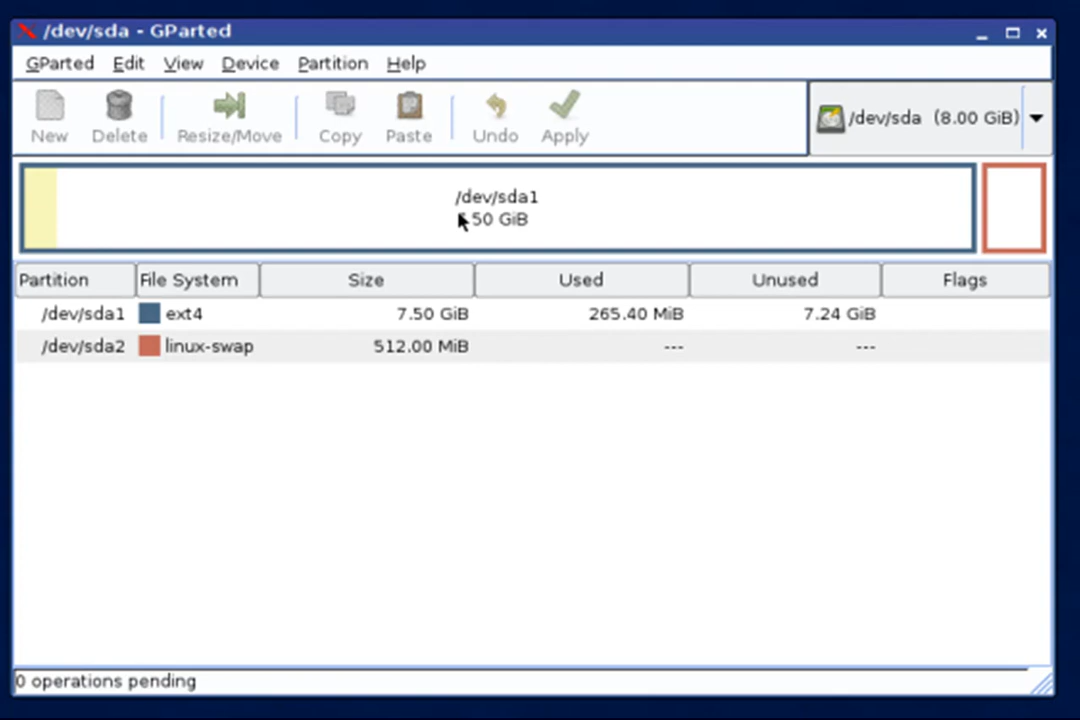 /dev/sda - GParted
GParted Edit View Device Partition Help
New Delete Resize/Move Copy Paste Undo Apply /dev/sda (8.00 GiB)
/dev/sda1
.50 GiB
Partition File System Size Used Unused Flags
/dev/sda1 ext4 7.50 GiB 265.40 MiB 7.24 GiB
/dev/sda2 linux-swap 512.00 MiB --- ---
0 operations pending